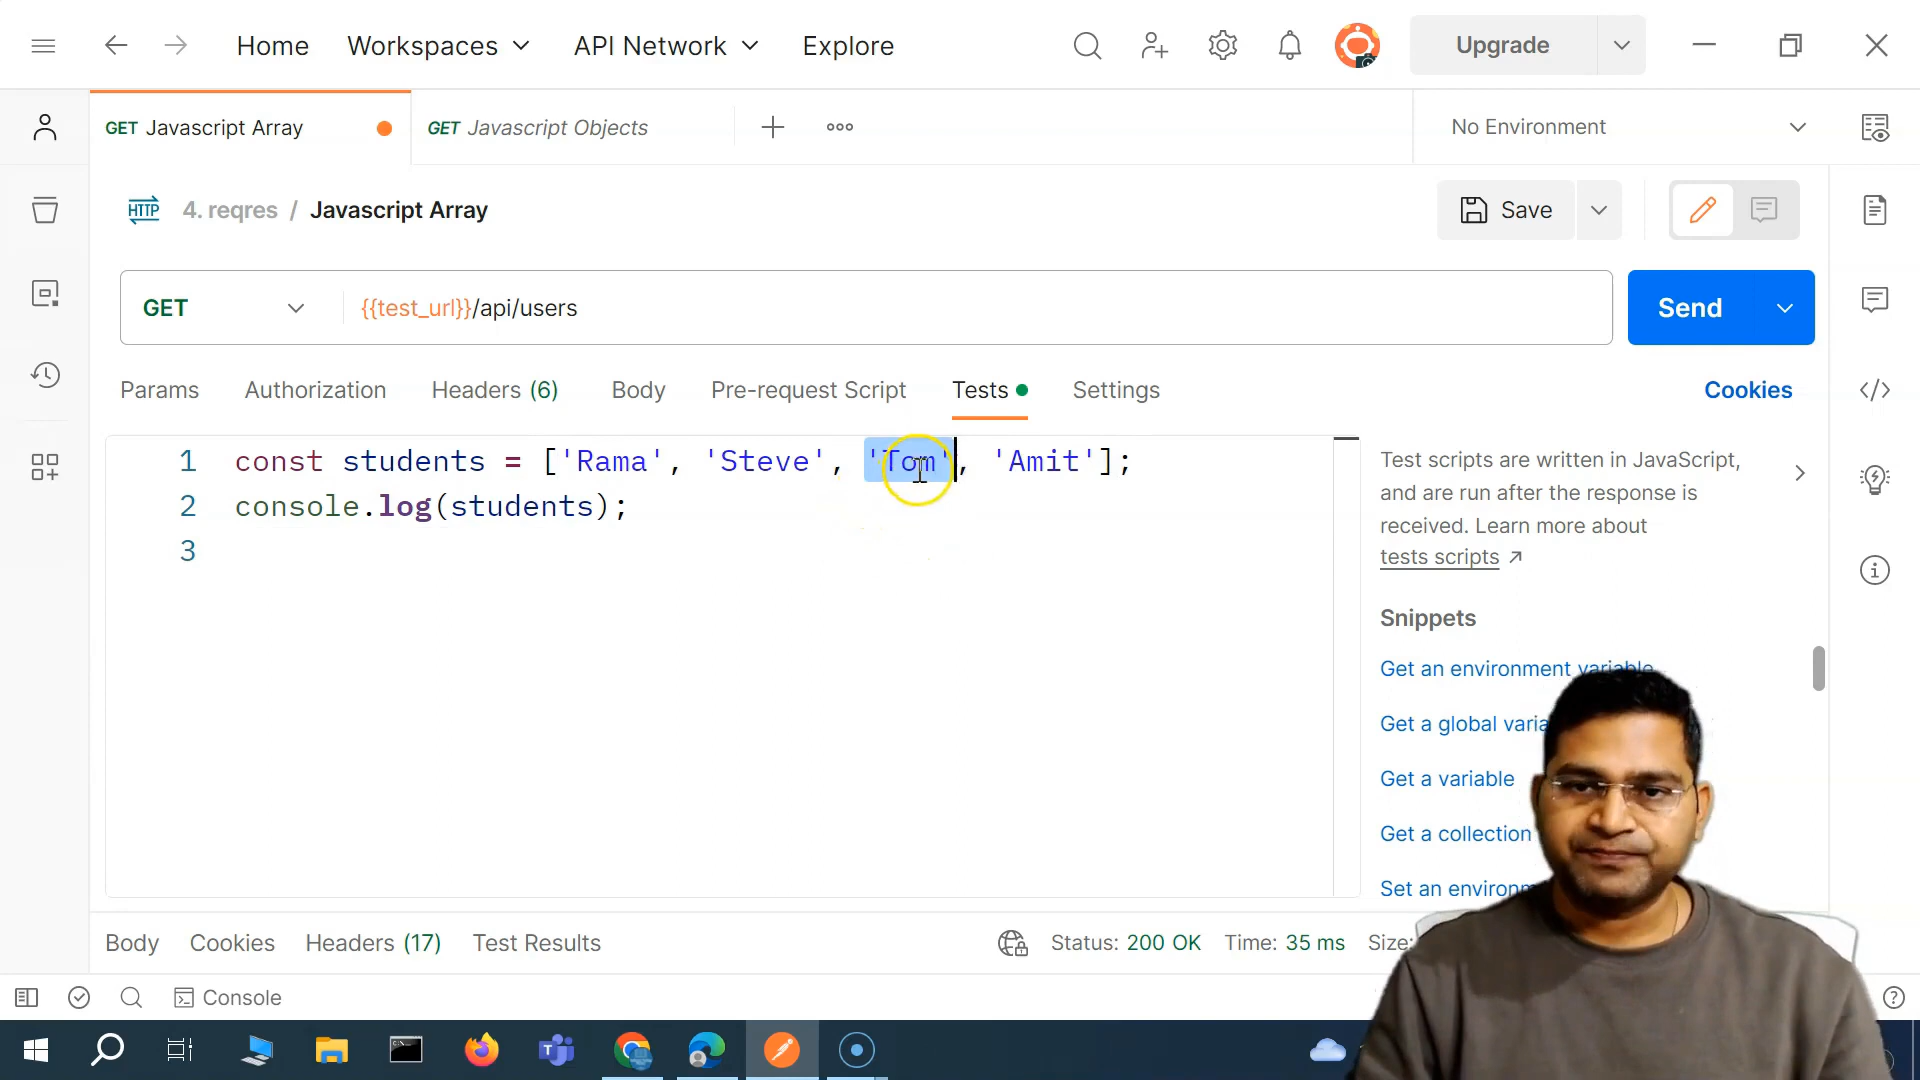 Home Workspaces API Network Explore Upgrade
GET Javascript Array GET Javascript Objects No Environment
HTTP 4. reqres / Javascript Array Save
GET {{test_url}}/api/users Send
Params Authorization Headers (6) Body Pre-request Script Tests Settings Cookies
1 const students = ['Rama', 'Steve', 'Tom', 'Amit'];
2 console.log(students);
3
Test scripts are written in JavaScript,
and are run after the response is
received. Learn more about
tests scripts
Snippets
Get an environment variable
Get a global varia
Get a variable
Get a collection
Set an environm
Body Cookies Headers (17) Test Results Status: 200 OK Time: 35 ms Size:
Console